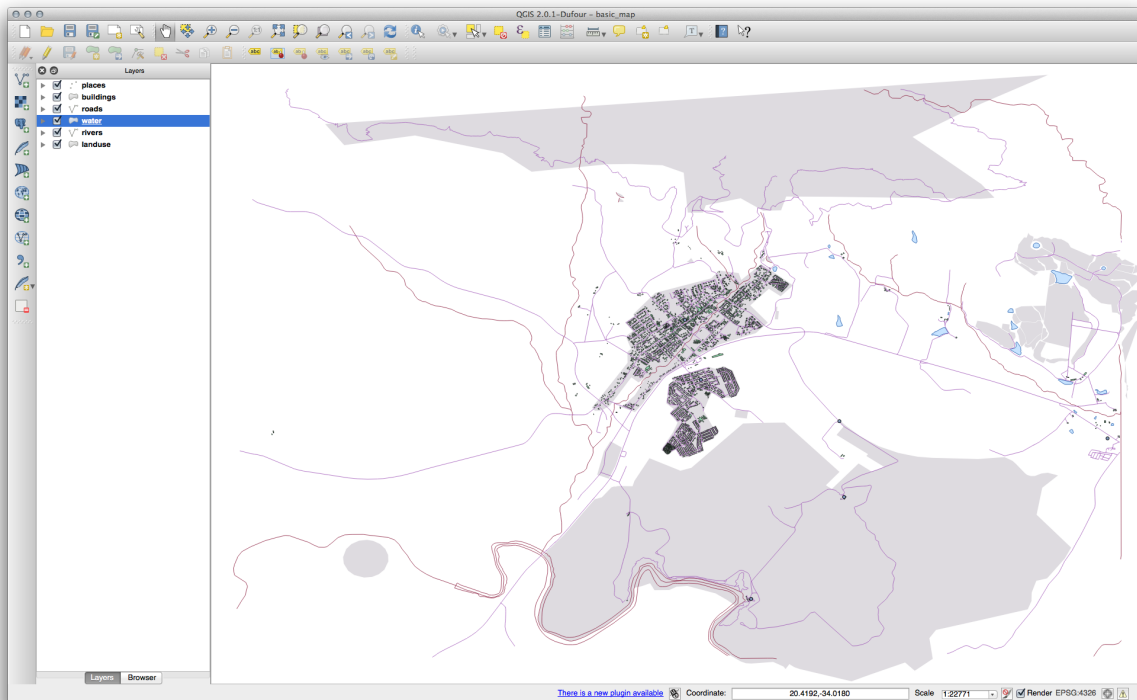 QGIS 2.0.1-Dufour - basic_map
Layers
places
buildings
roads
water
rivers
landuse
Layers Browser
There is a new plugin available Coordinate: 20.4192,-34.0180 Scale 1:22771 Render EPSG:4326